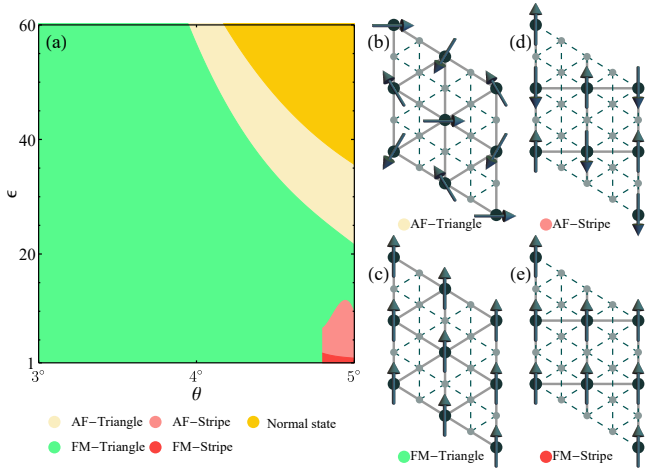 (a)
60
40
20
1
ϵ
3°
4°
5°
θ
AF−Triangle
AF−Stripe
Normal state
FM−Triangle
FM−Stripe
(b)
AF−Triangle
(d)
AF−Stripe
(c)
FM−Triangle
(e)
FM−Stripe